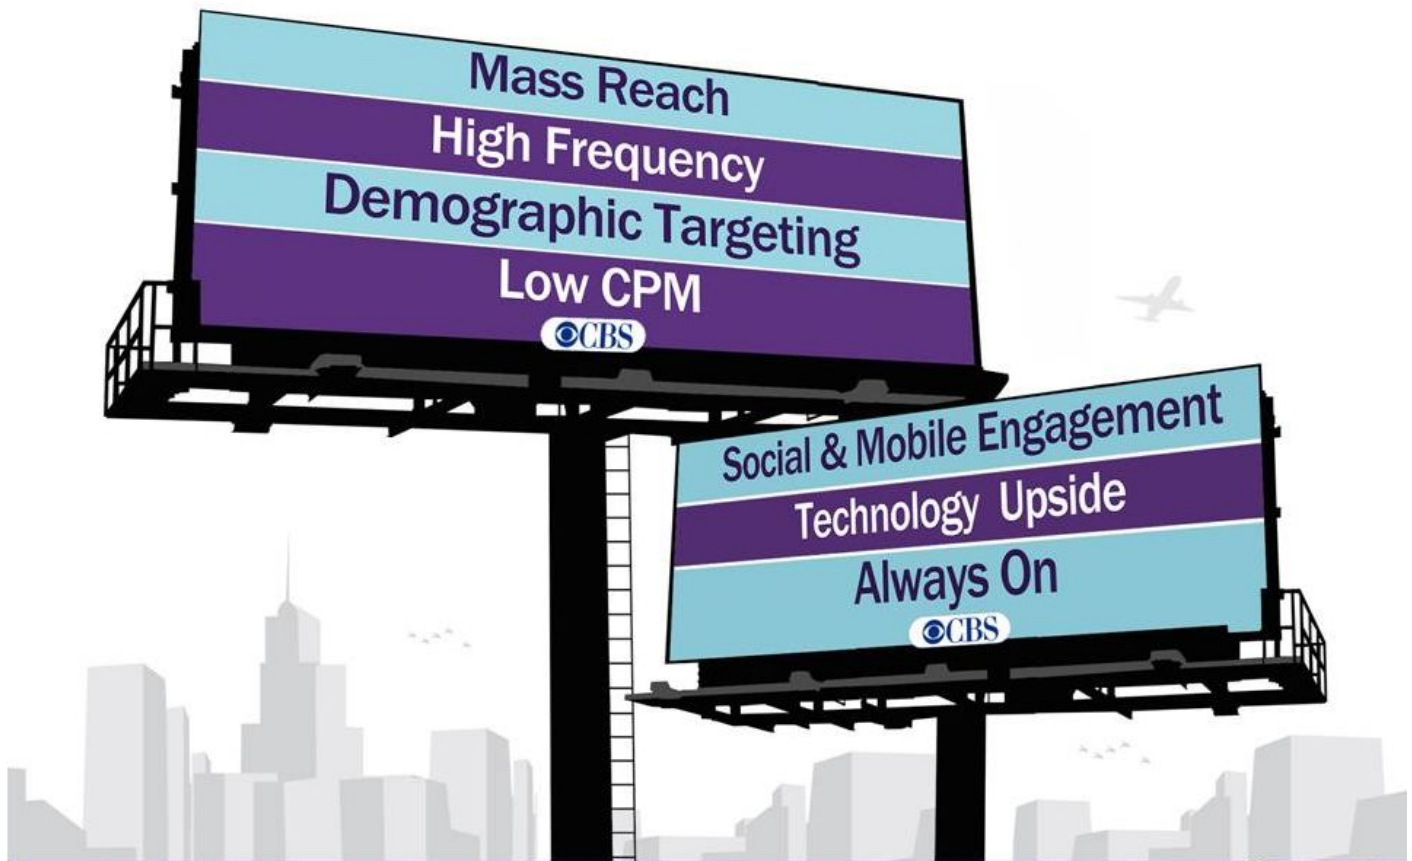 Mass Reach
High Frequency
Demographic Targeting
Low CPM
CBS
Social & Mobile Engagement
Technology Upside
Always On
CBS